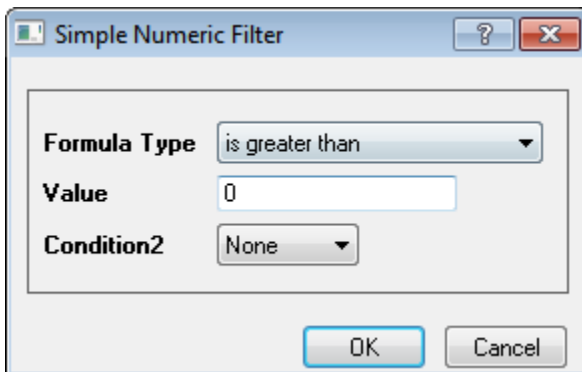 Simple Numeric Filter ?
Formula Type is greater than
Value 0
Condition2 None
OK Cancel